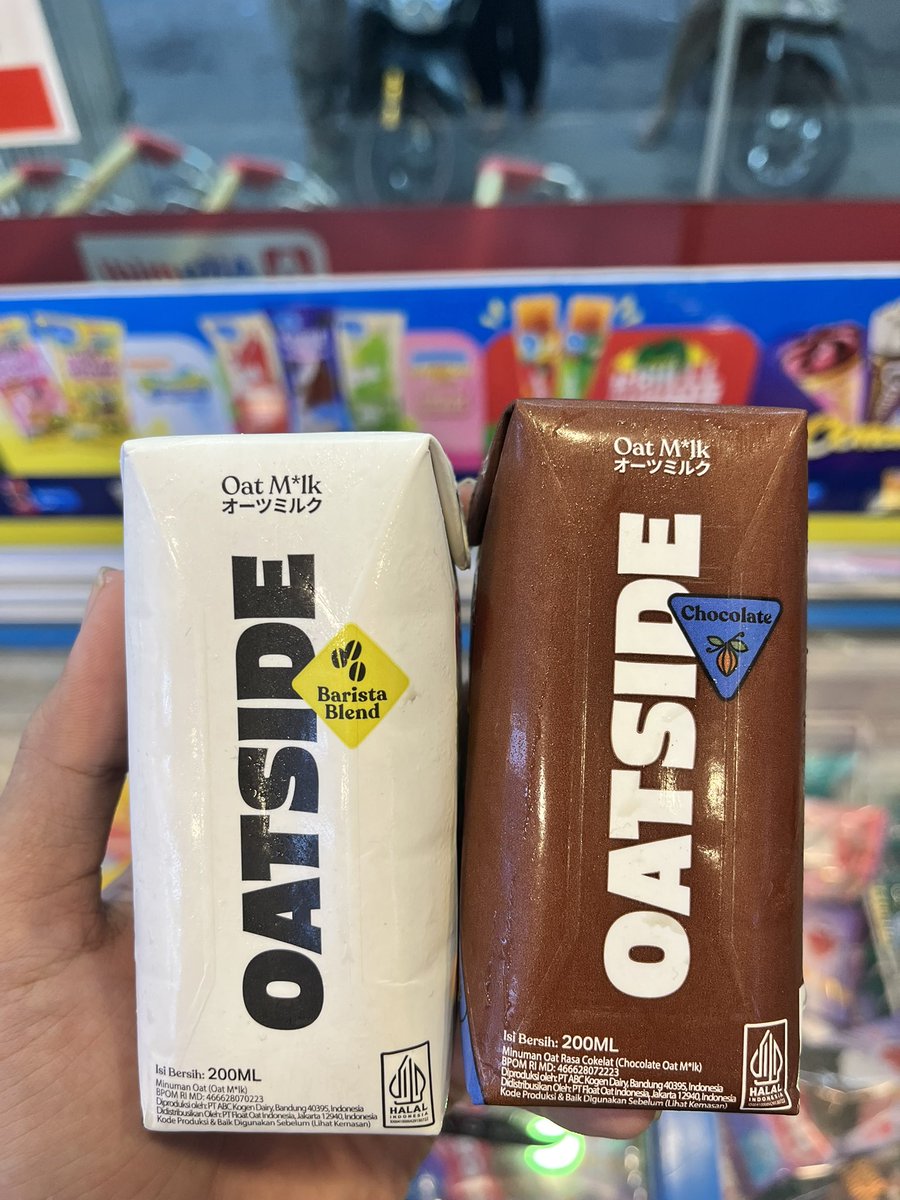 Oat M*lk
オーツミルク
OATSIDE
Barista
Blend
Isi Bersih: 200ML
Minuman Oat (Oat M*lk)
BPOM RI MD: 466628070223
Diproduksi oleh: PT ABC Kogen Dairy, Bandung 40395, Indonesia
Didistribusikan Oleh: PT Float Oat Indonesia, Jakarta 12940, Indonesia
Kode Produksi & Baik Digunakan Sebelum (Lihat Kemasan)
HALAL
INDONESIA
Oat M*lk
オーツミルク
OATSIDE
Chocolate
Isi Bersih: 200ML
Minuman Oat Rasa Cokelat (Chocolate Oat M*lk)
BPOM RI MD: 466628072223
Diproduksi oleh: PT ABC Kogen Dairy, Bandung 40395, Indonesia
Didistribusikan Oleh: PT Float Oat Indonesia, Jakarta 12940, Indonesia
Kode Produksi & Baik Digunakan Sebelum (Lihat Kemasan)
HALAL
INDONESIA